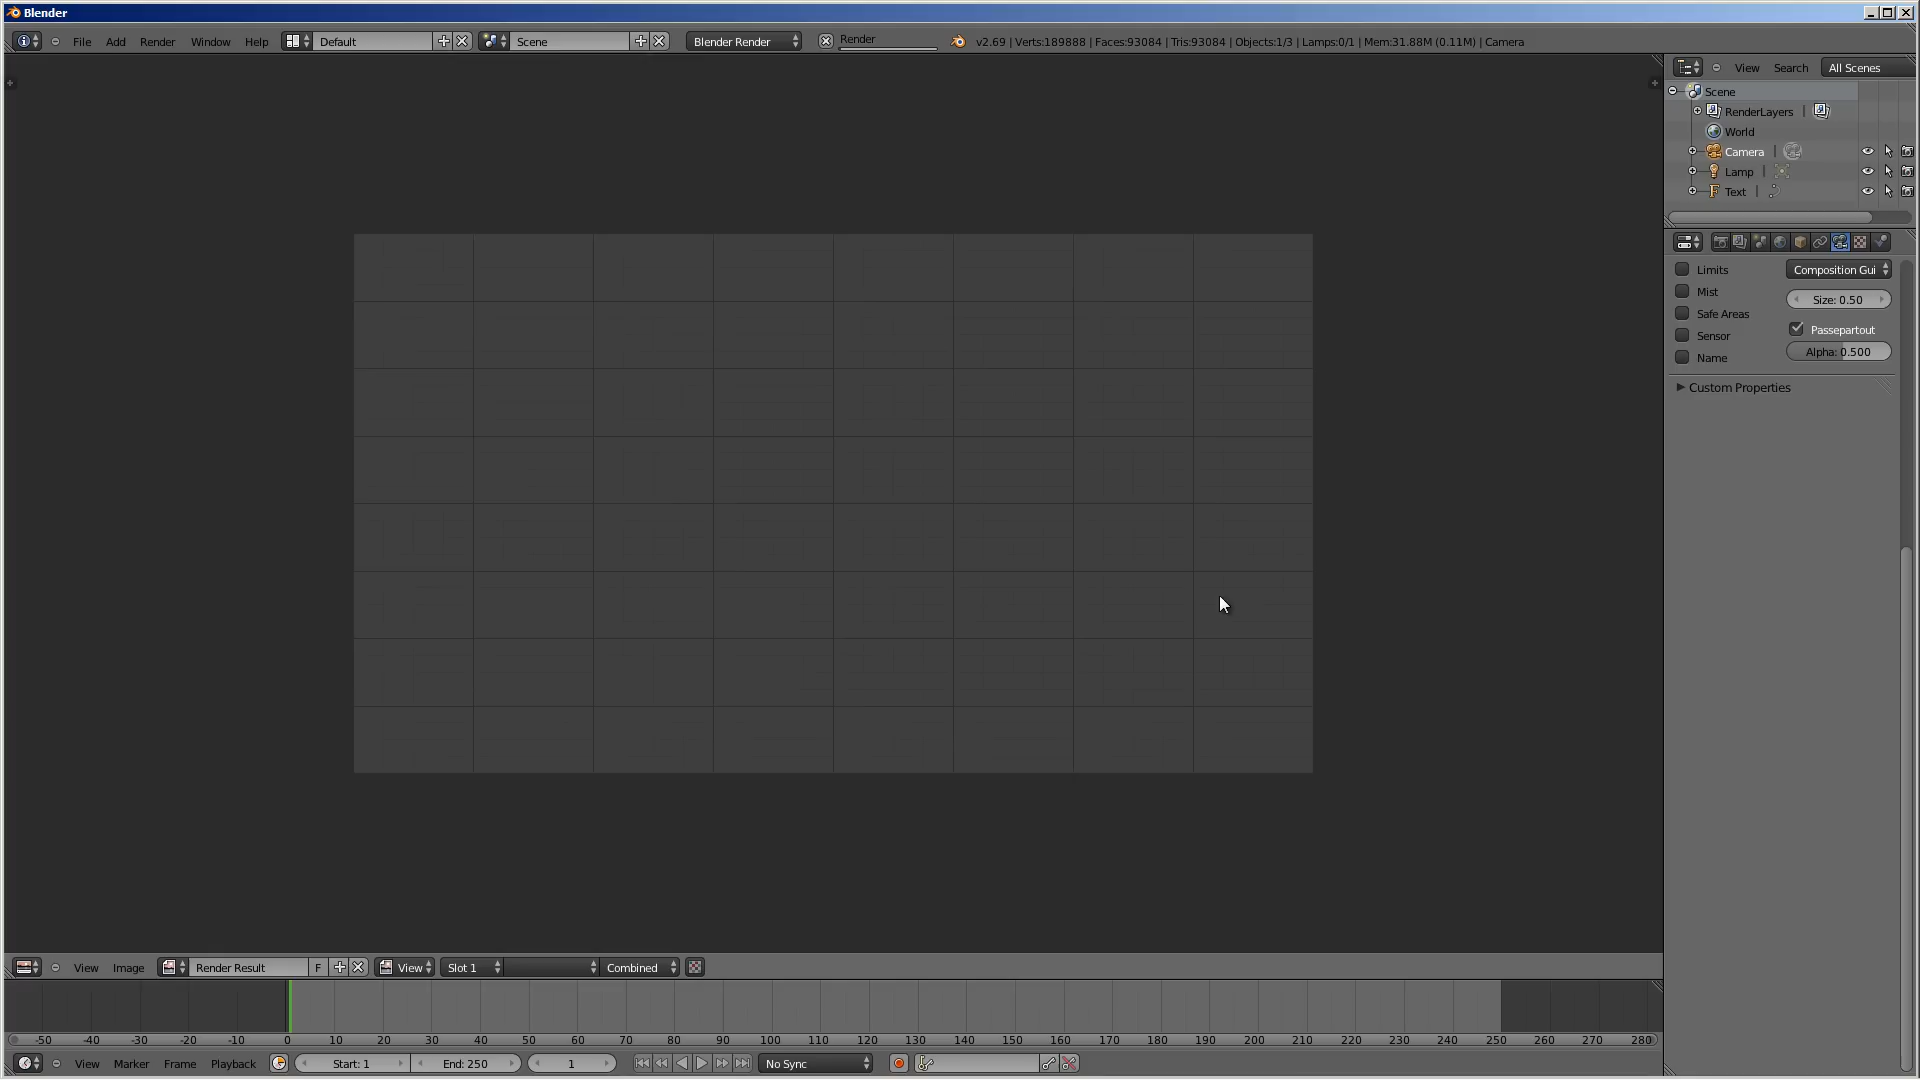 Blender
File Add Render Window Help Default Scene Blender Render Render v2.69 | Verts:189888 | Faces:93084 | Tris:93084 | Objects:1/3 | Lamps:0/1 | Mem:31.88M (0.11M) | Camera
View Search All Scenes
Scene
RenderLayers
World
Camera
Lamp
Text
Limits Composition Gui
Mist Size: 0.50
Safe Areas
Sensor Passepartout
Name Alpha: 0.500
Custom Properties
View Image Render Result F View Slot 1 Combined
-50 -40 -30 -20 -10 0 10 20 30 40 50 60 70 80 90 100 110 120 130 140 150 160 170 180 190 200 210 220 230 240 250 260 270 280
View Marker Frame Playback Start: 1 End: 250 1 No Sync